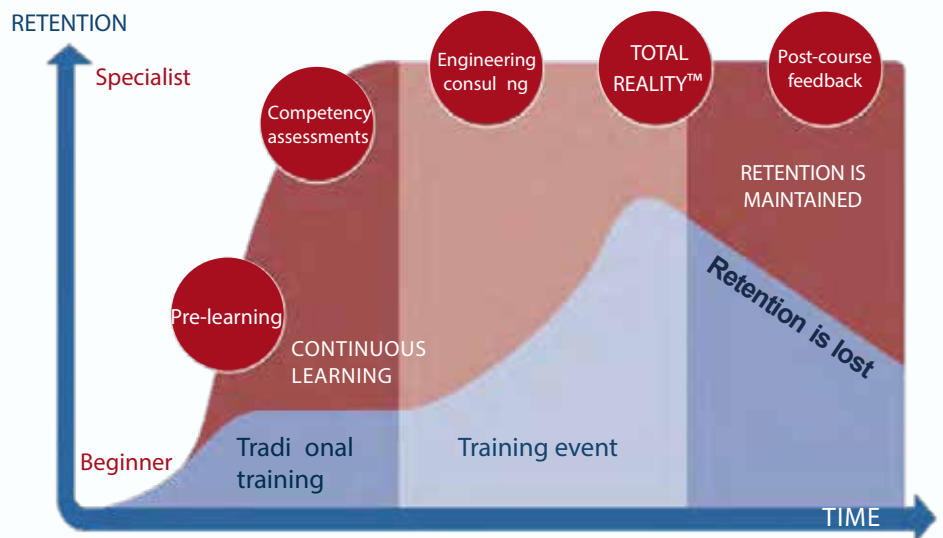 RETENTION
Specialist
Competency
assessments
Engineering
consul ng
TOTAL
REALITY™
Post-course
feedback
RETENTION IS
MAINTAINED
Pre-learning
CONTINUOUS
LEARNING
Retention is lost
Beginner
Tradi onal
training
Training event
TIME